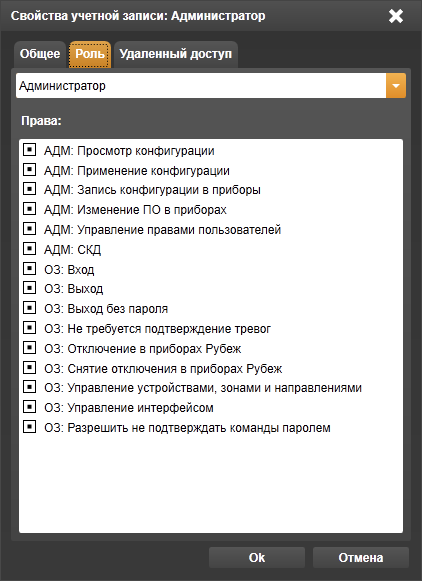 Свойства учетной записи: Администратор
Общее Роль Удаленный доступ
Администратор
Права:
АДМ: Просмотр конфигурации
АДМ: Применение конфигурации
АДМ: Запись конфигурации в приборы
АДМ: Изменение ПО в приборах
АДМ: Управление правами пользователей
АДМ: СКД
ОЗ: Вход
ОЗ: Выход
ОЗ: Выход без пароля
ОЗ: Не требуется подтверждение тревог
ОЗ: Отключение в приборах Рубеж
ОЗ: Снятие отключения в приборах Рубеж
ОЗ: Управление устройствами, зонами и направлениями
ОЗ: Управление интерфейсом
ОЗ: Разрешить не подтверждать команды паролем
Ok Отмена